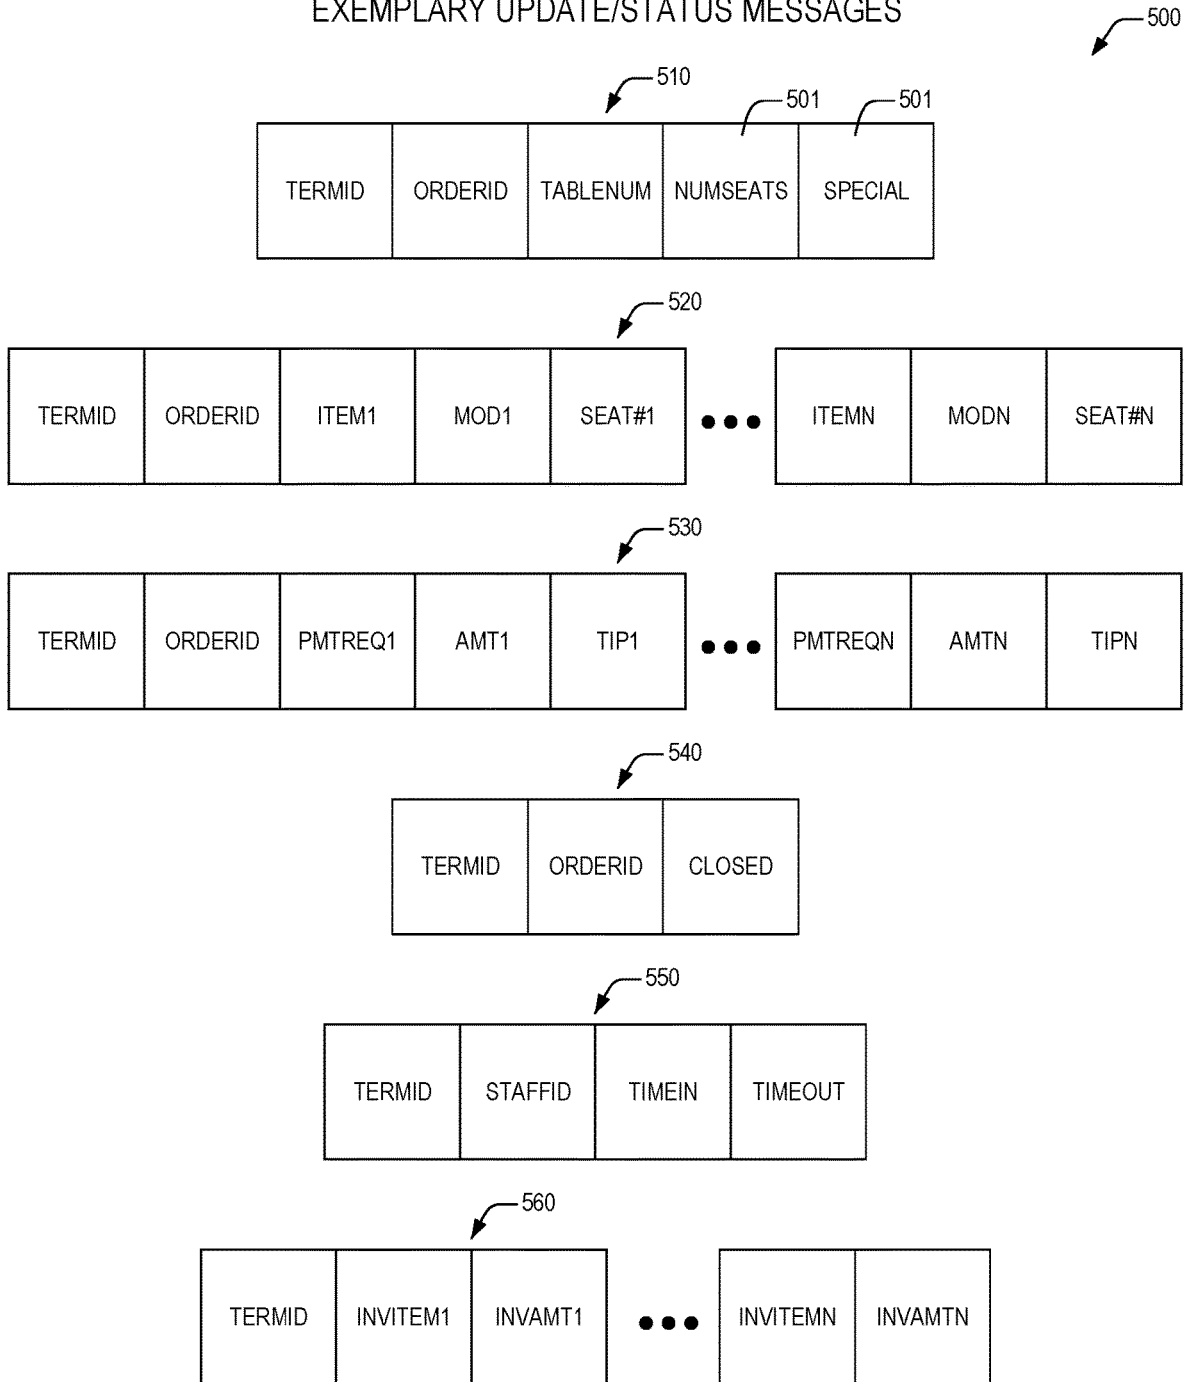 EXEMPLARY UPDATE/STATUS MESSAGES
500
510
501 501
TERMID ORDERID TABLENUM NUMSEATS SPECIAL
520
TERMID ORDERID ITEM1 MOD1 SEAT#1 ITEMN MODN SEAT#N
530
TERMID ORDERID PMTREQ1 AMT1 TIP1 PMTREQN AMTN TIPN
540
TERMID ORDERID CLOSED
550
TERMID STAFFID TIMEIN TIMEOUT
560
TERMID INVITEM1 INVAMT1 INVITEMN INVAMTN